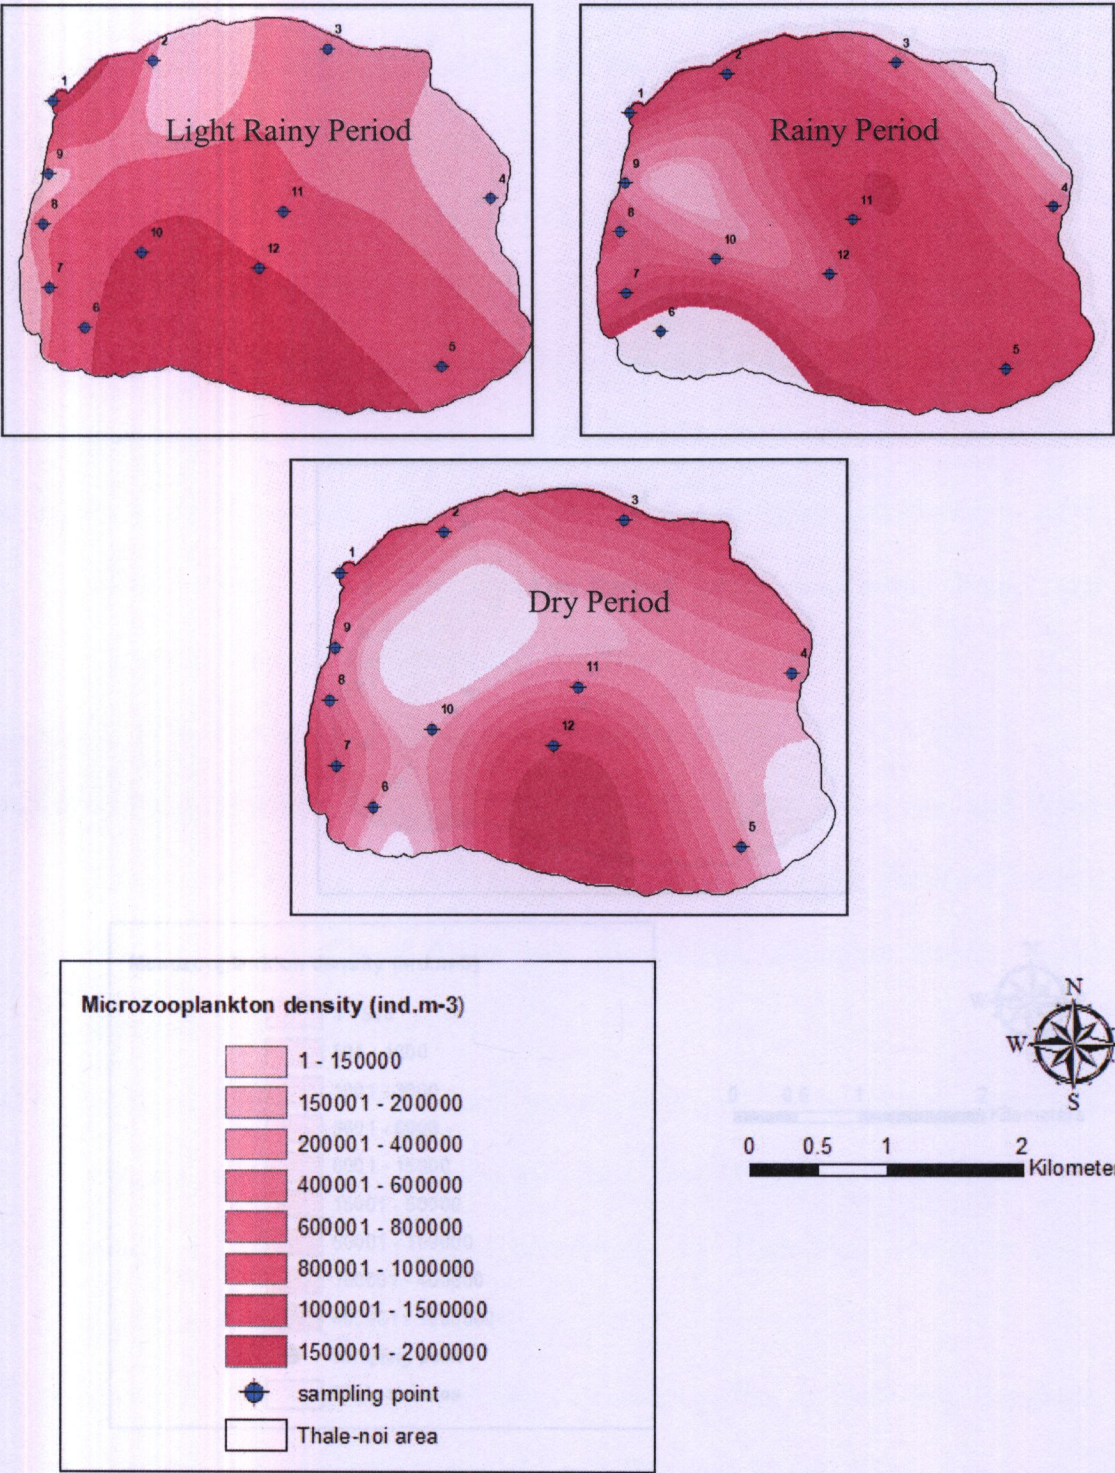 Light Rainy Period
1
2
3
4
5
6
7
8
9
10
11
12
Rainy Period
1
2
3
4
5
6
7
8
9
10
11
12
Dry Period
1
2
3
4
5
6
7
8
9
10
11
12
Microzooplankton density (ind.m-3)
1 - 150000
150001 - 200000
200001 - 400000
400001 - 600000
600001 - 800000
800001 - 1000000
1000001 - 1500000
1500001 - 2000000
sampling point
Thale-noi area
N
W
S
0 0.5 1 2
Kilometer